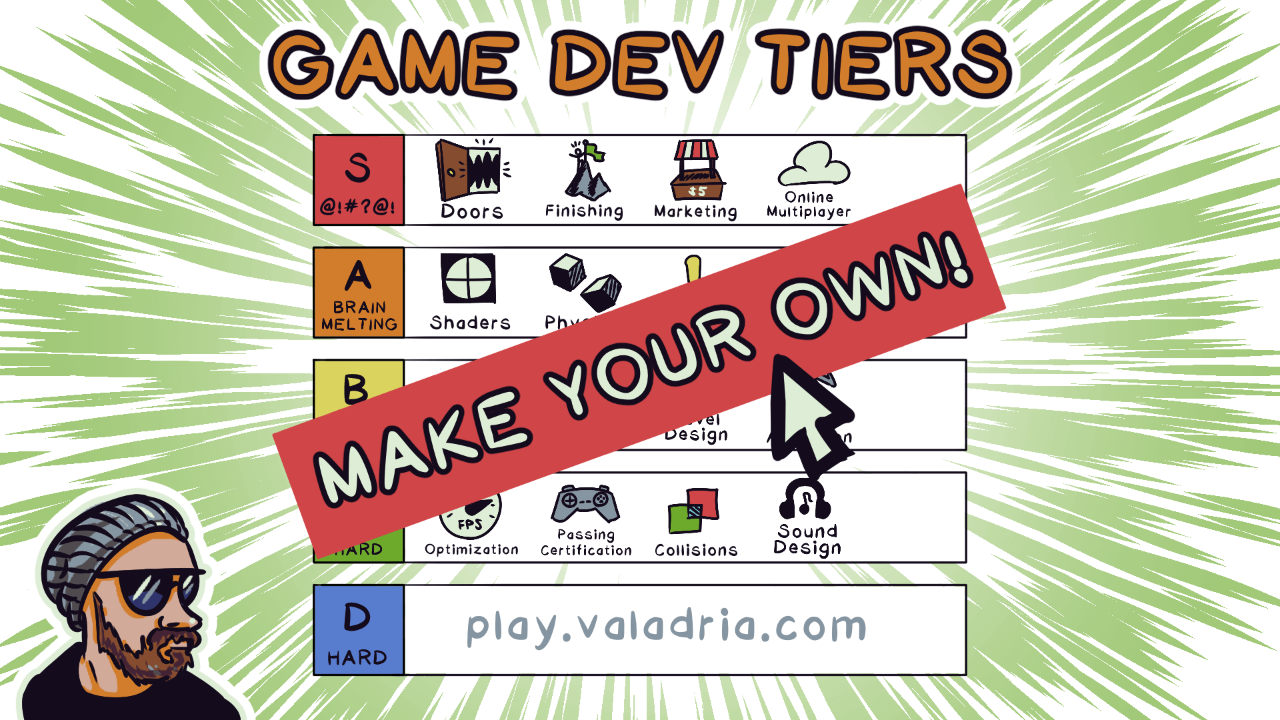 GAME DEV TIERS
S
@!#?@!
Doors
Finishing
$5
Marketing
Online
Multiplayer
A
BRAIN
MELTING
Shaders
MAKE YOUR OWN!
B
Design
FPS
Optimization
Passing
Certification
Collisions
Sound
Design
HARD
D
HARD
play.valadria.com